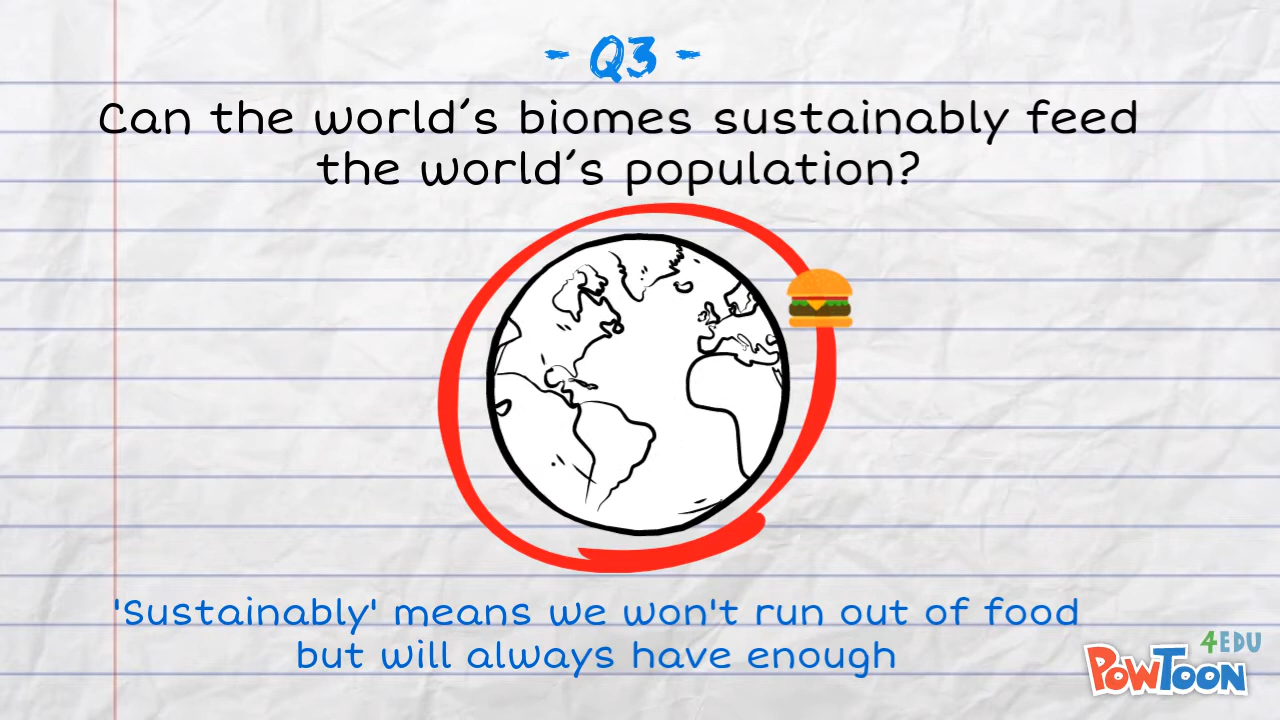 - Q3 -
Can the world's biomes sustainably feed
the world's population?
'Sustainably' means we won't run out of food
but will always have enough
4EDU
PowToon